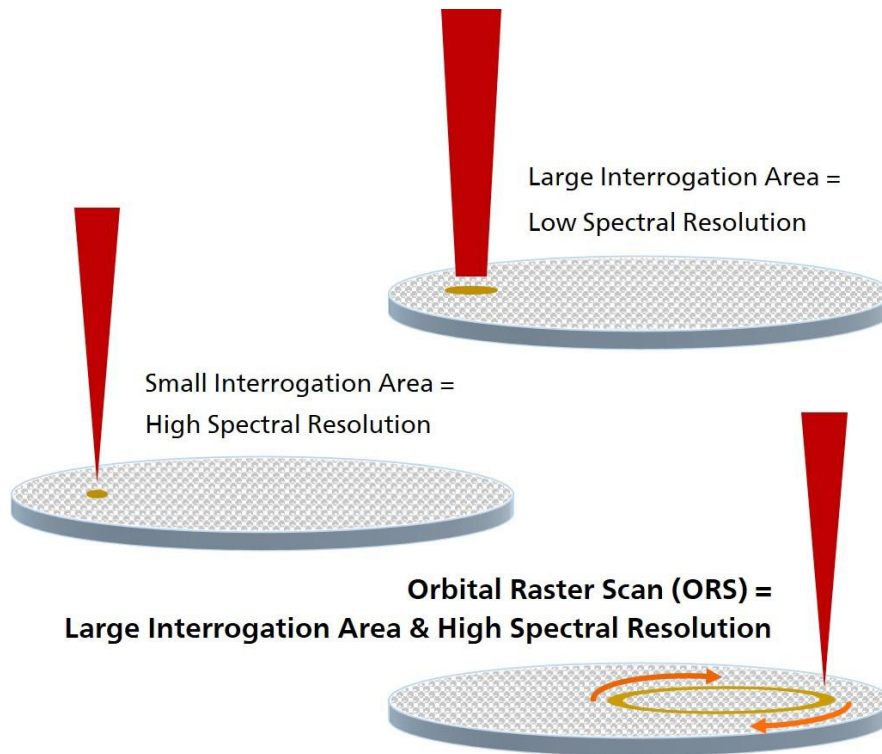 Large Interrogation Area =
Low Spectral Resolution
Small Interrogation Area =
High Spectral Resolution
Orbital Raster Scan (ORS) =
Large Interrogation Area & High Spectral Resolution